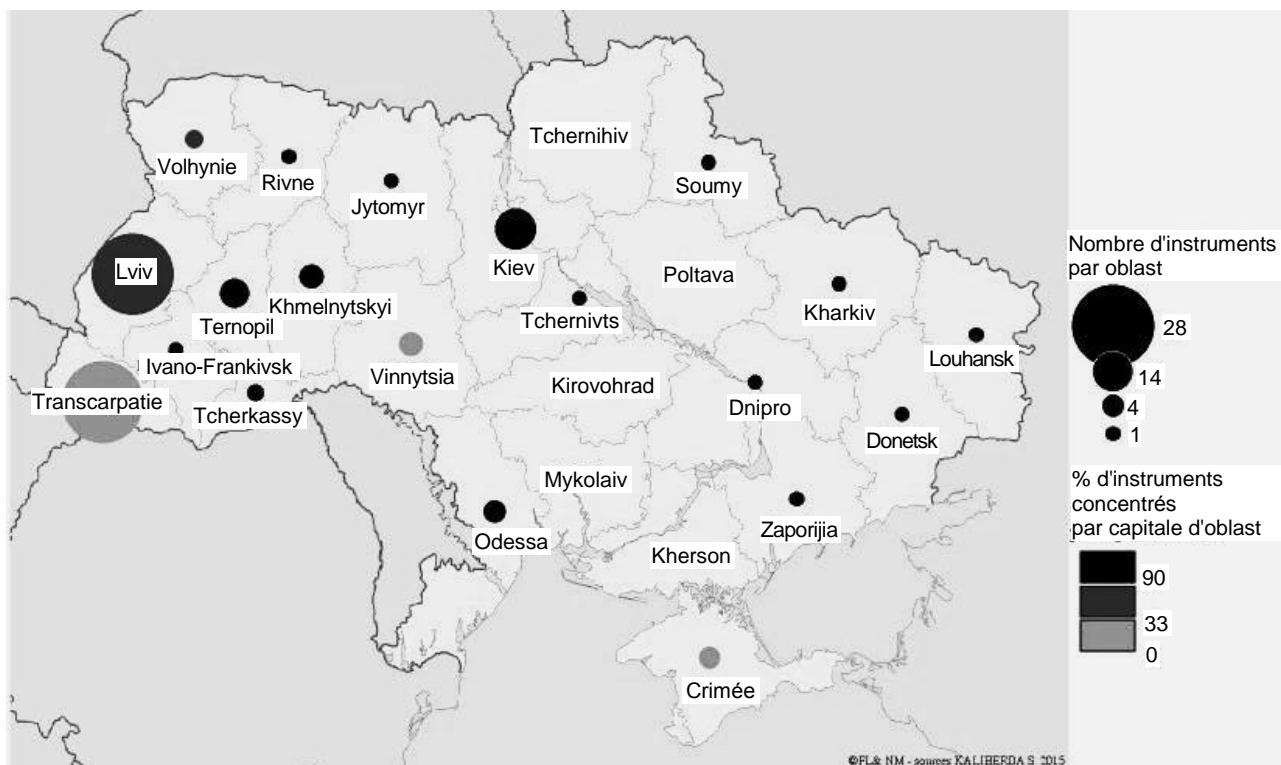 Tchernihiv
Volhynie
Rivne
Soumy
Jytomyr
Kiev
Lviv
Poltava
Khmelnytskyi
Kharkiv
Ternopil
Tchernivts
Louhansk
Ivano-Frankivsk
Vinnytsia
Kirovohrad
Transcarpatie
Tcherkassy
Dnipro
Donetsk
Mykolaiv
Zaporijia
Odessa
Kherson
Crimée
Nombre d'instruments
par oblast
28
14
4
1
% d'instruments
concentrés
par capitale d'oblast
90
33
0
©FL& NM - sources KALIBERDA S. 2015